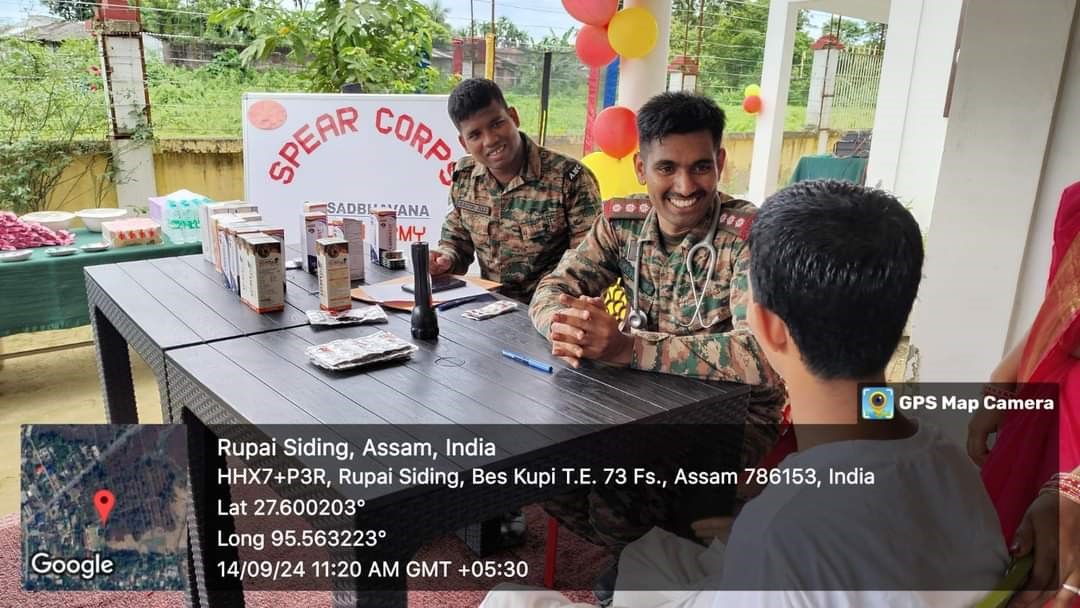 SPEAR CORPS
SADBHAVANA
GPS Map Camera
Rupai Siding, Assam, India
HHX7+P3R, Rupai Siding, Bes Kupi T.E. 73 Fs., Assam 786153, India
Lat 27.600203°
Long 95.563223°
14/09/24 11:20 AM GMT +05:30
Google